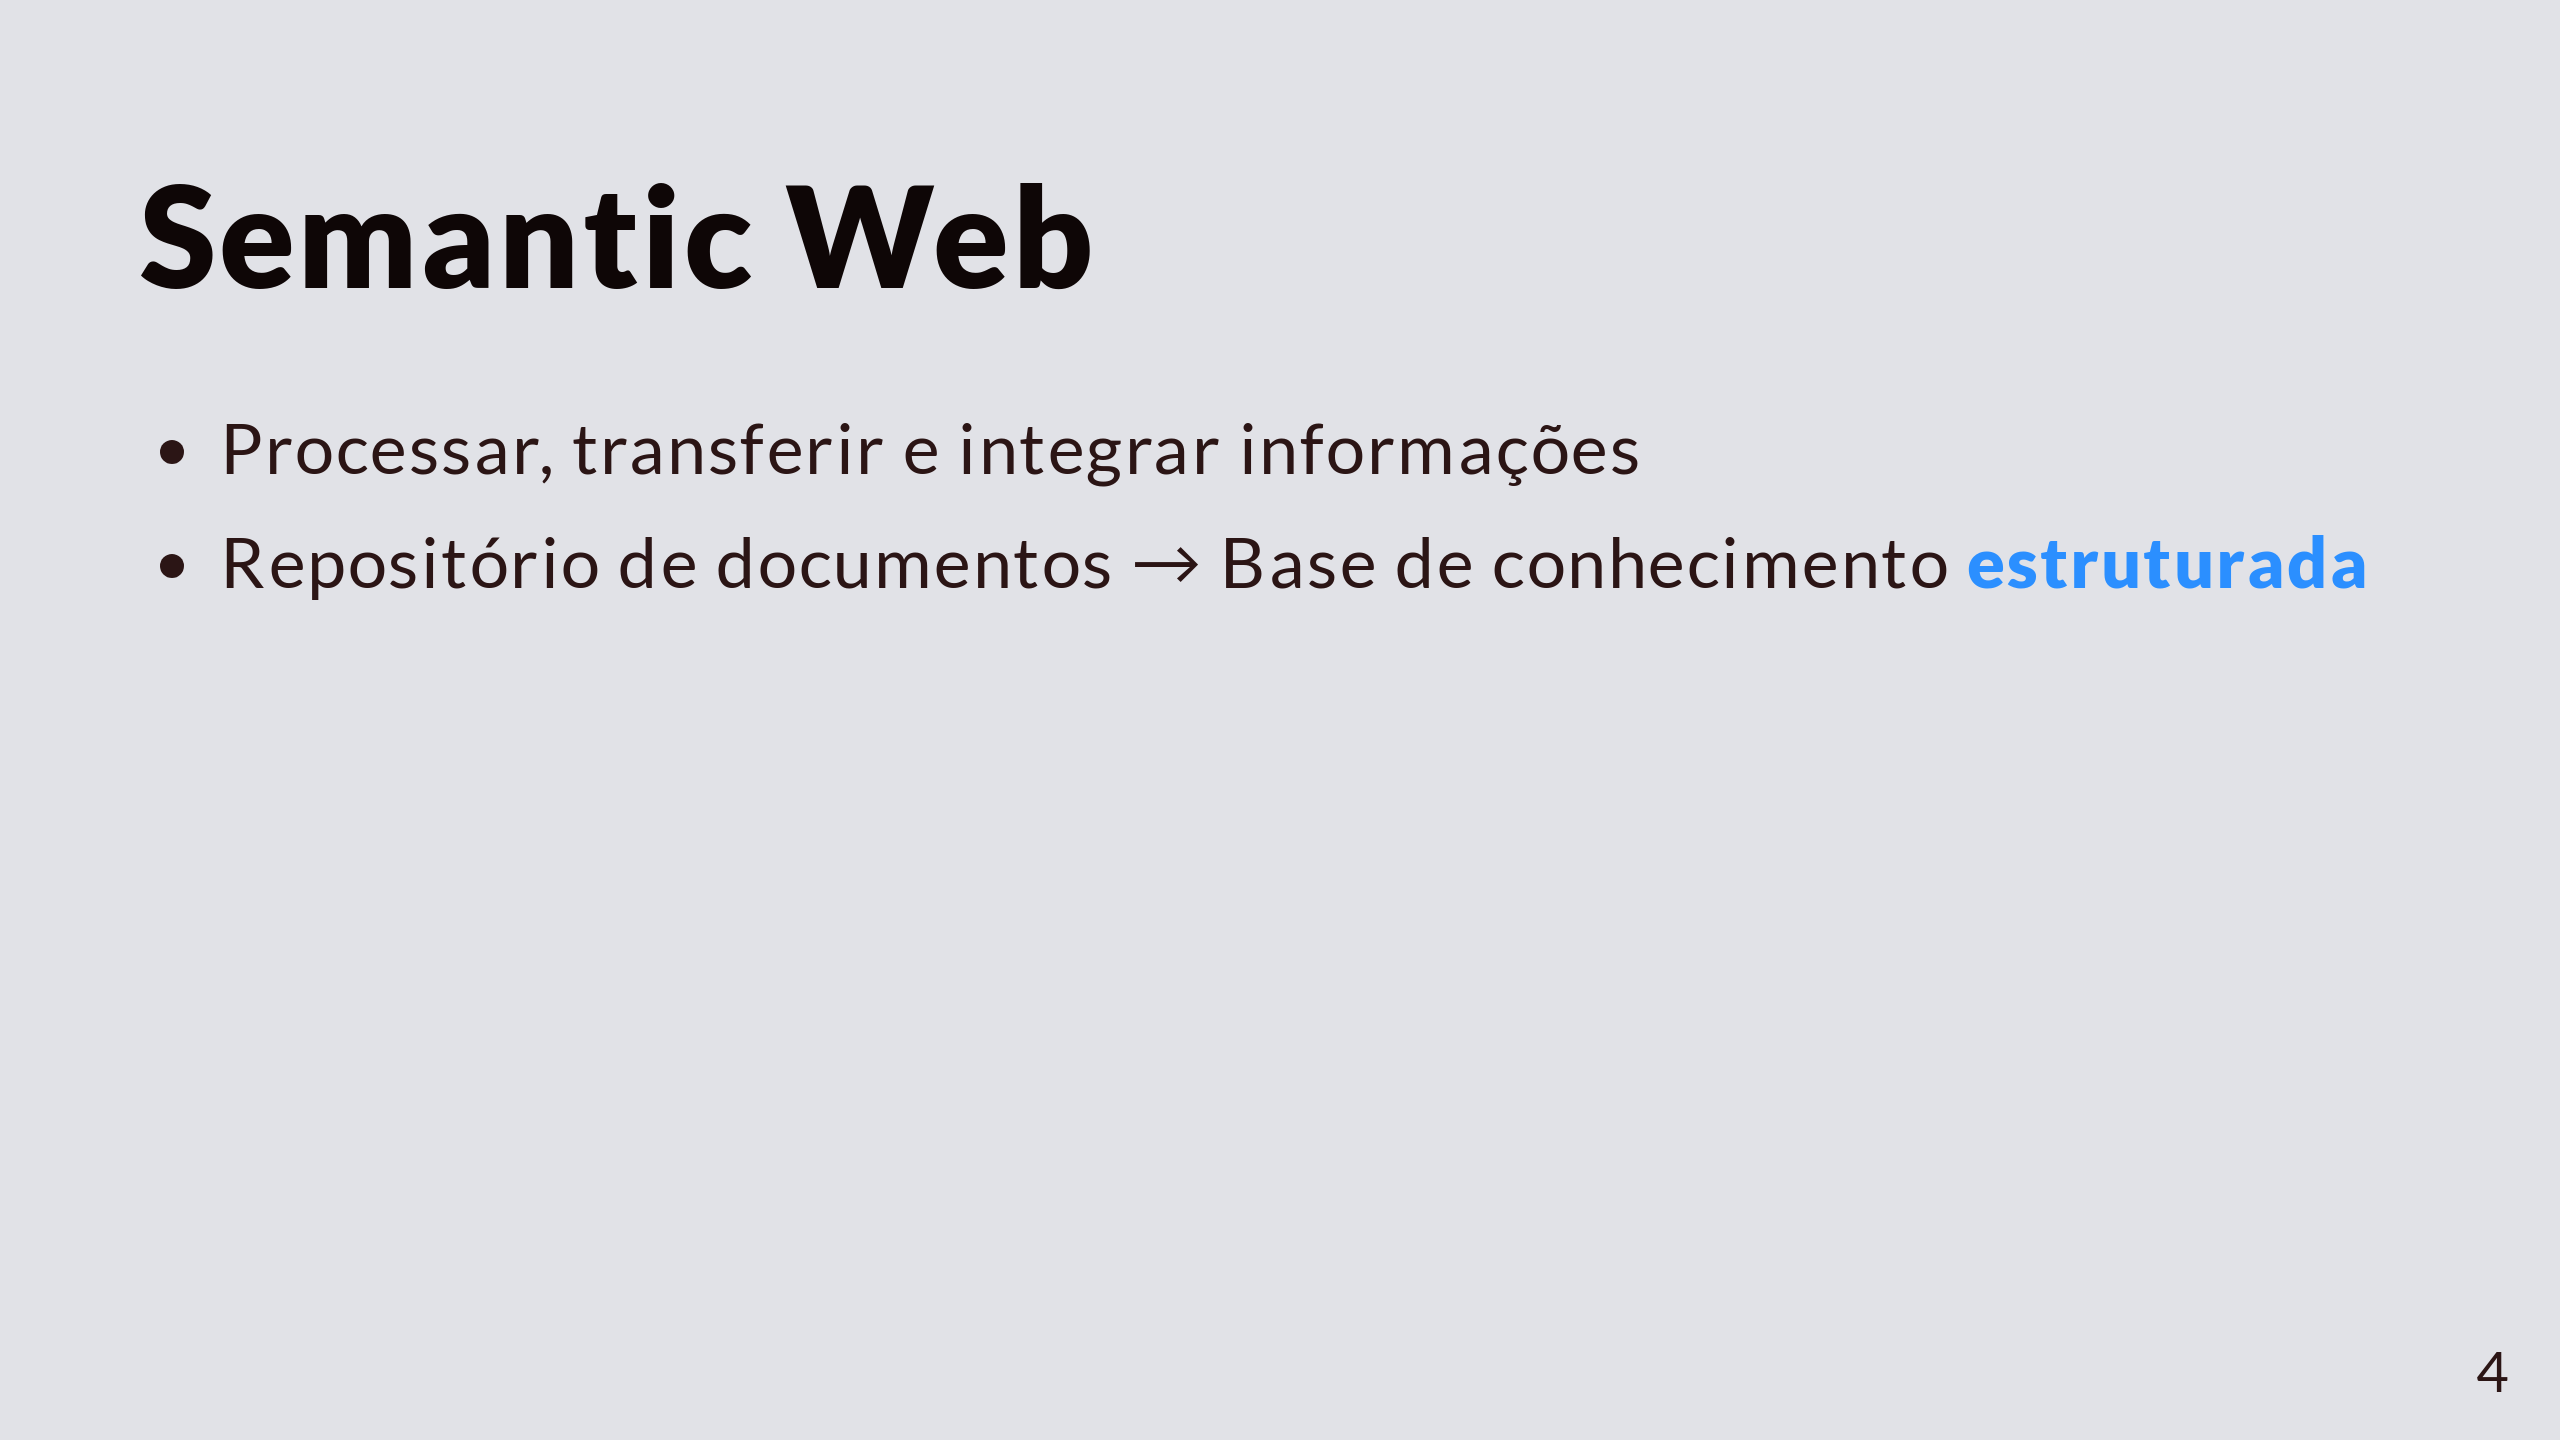 Semantic Web
• Processar, transferir e integrar informações
• Repositório de documentos → Base de conhecimento estruturada
4